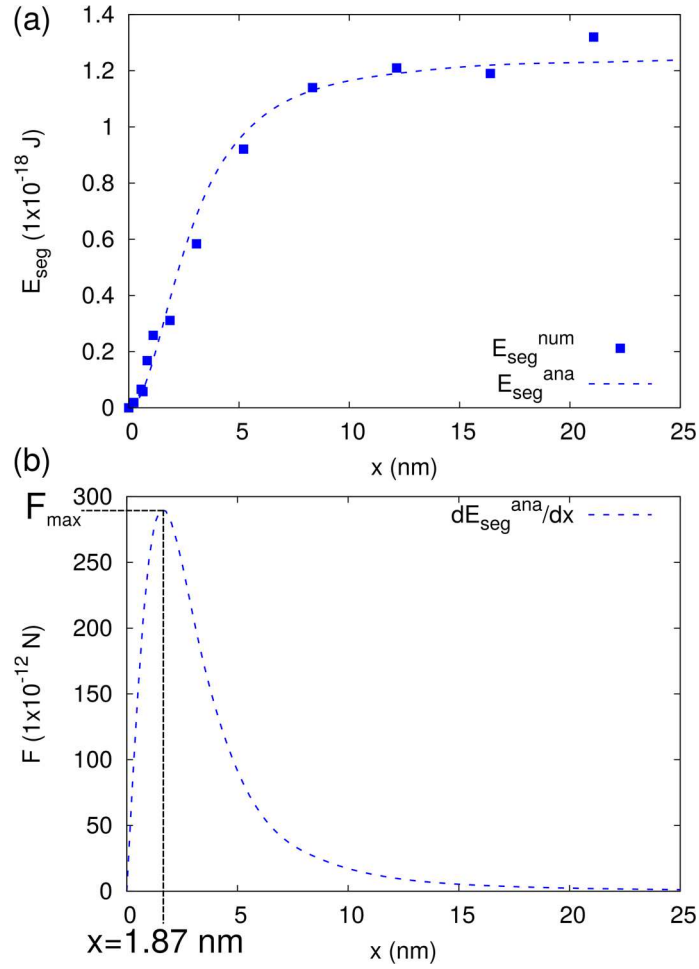 (a)
1.4
1.2
1
0.8
0.6
0.4
0.2
0
E_seg (1x10^-18 J)
E_seg^num
E_seg^ana
0 5 10 15 20 25
x (nm)
(b)
300
F_max
250
200
150
100
50
0
F (1x10^-12 N)
dE_seg^ana/dx
0 5 10 15 20 25
x=1.87 nm
x (nm)